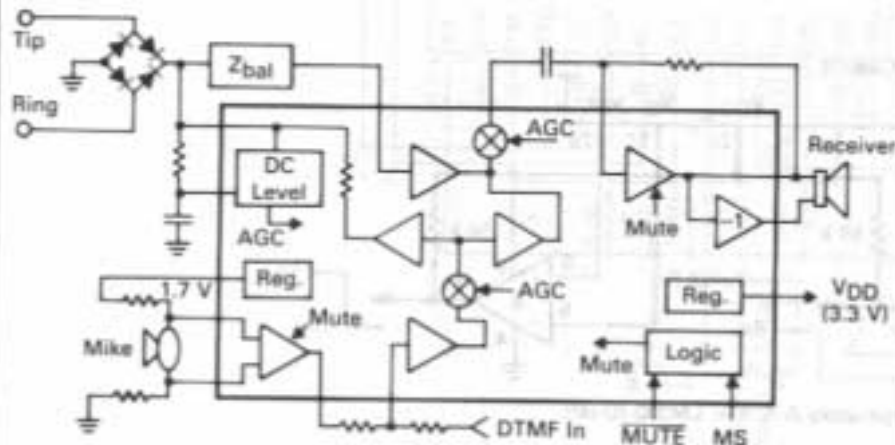 Tip
Zbal
Ring
AGC
Receiver
DC
Level
AGC
Mute
-1
1.7 V
Reg.
AGC
Reg.
VDD
(3.3 V)
Mute
Mike
Mute
Logic
DTMF In
MUTE
MS